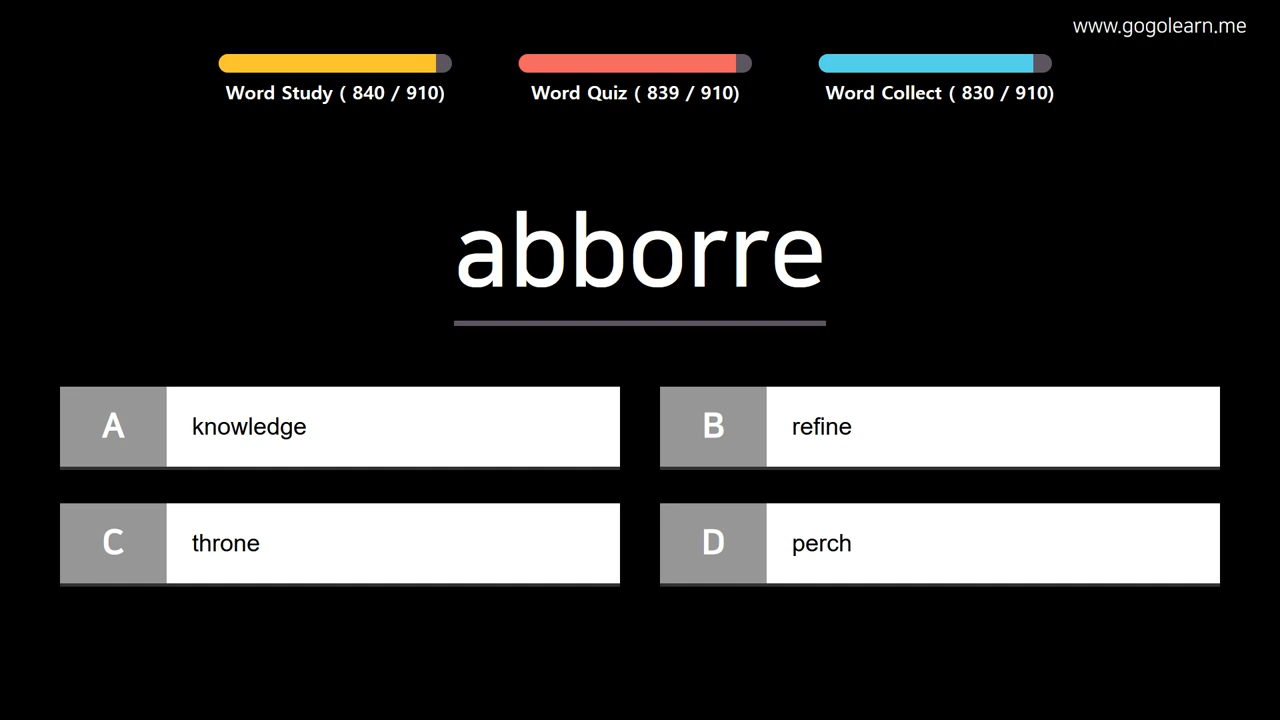 www.gogolearn.me
Word Study ( 840 / 910)
Word Quiz ( 839 / 910)
Word Collect ( 830 / 910)
abborre
A knowledge
B refine
C throne
D perch